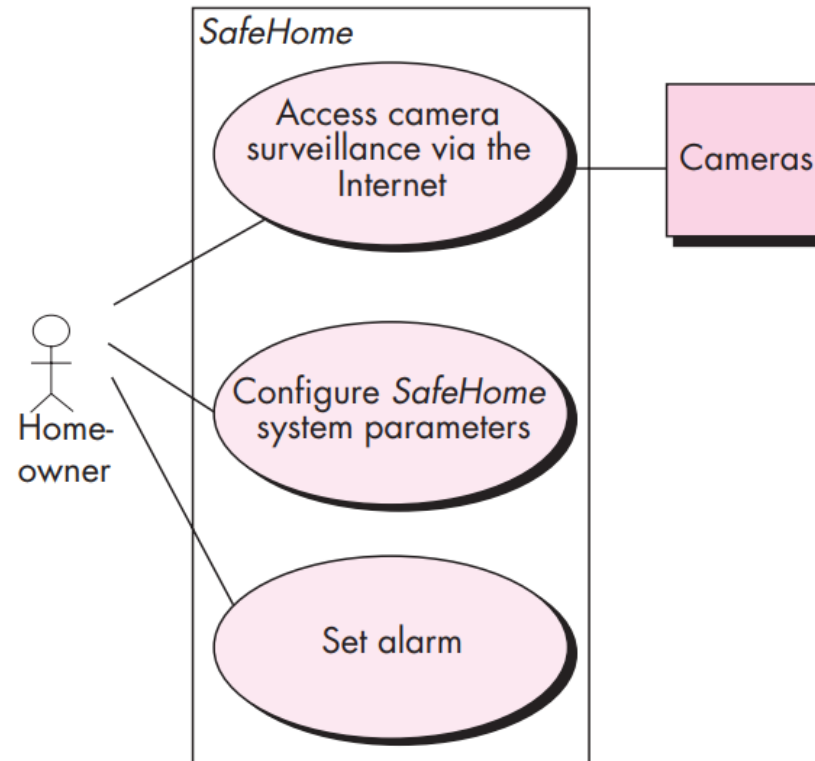 SafeHome
Access camera
surveillance via the
Internet
Cameras
Configure SafeHome
system parameters
Home-
owner
Set alarm